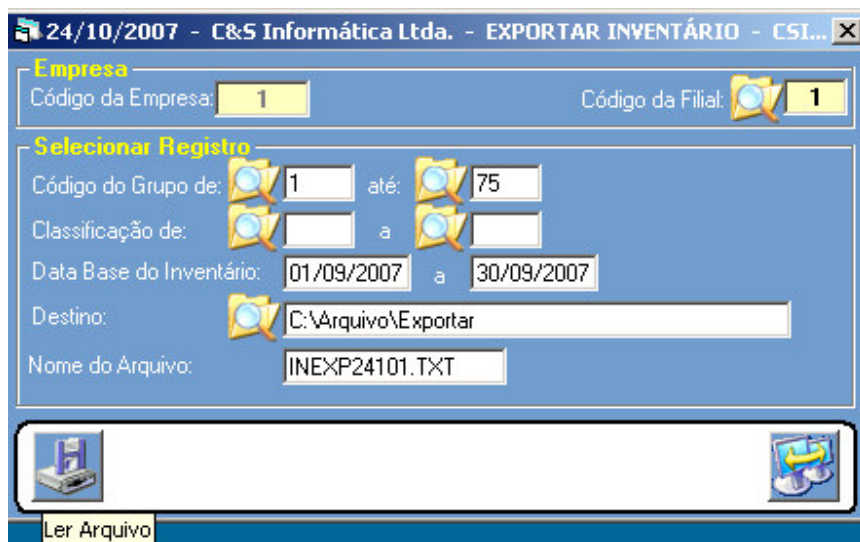 24/10/2007 - C&S Informática Ltda. - EXPORTAR INVENTÁRIO - CSI...
Empresa
Código da Empresa: 1 Código da Filial: 1
Selecionar Registro
Código do Grupo de: 1 até: 75
Classificação de: a
Data Base do Inventário: 01/09/2007 a 30/09/2007
Destino: C:\Arquivo\Exportar
Nome do Arquivo: INEXP24101.TXT
Ler Arquivo